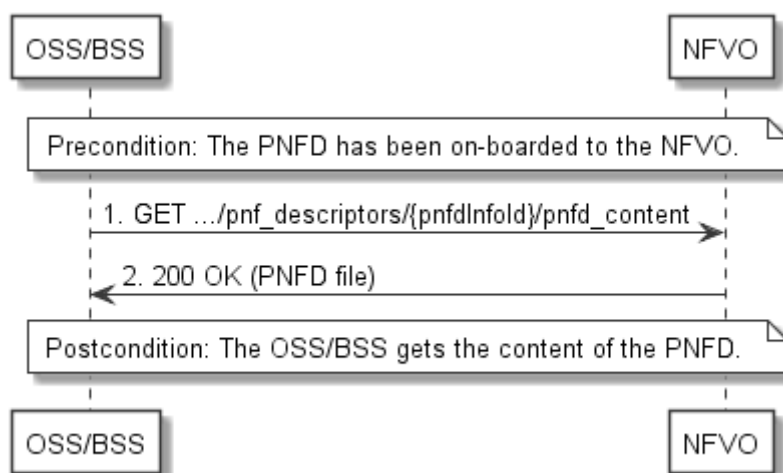 OSS/BSS
NFVO
Precondition: The PNFD has been on-boarded to the NFVO.
1. GET .../pnf_descriptors/{pnfdInfoId}/pnfd_content
2. 200 OK (PNFD file)
Postcondition: The OSS/BSS gets the content of the PNFD.
OSS/BSS
NFVO